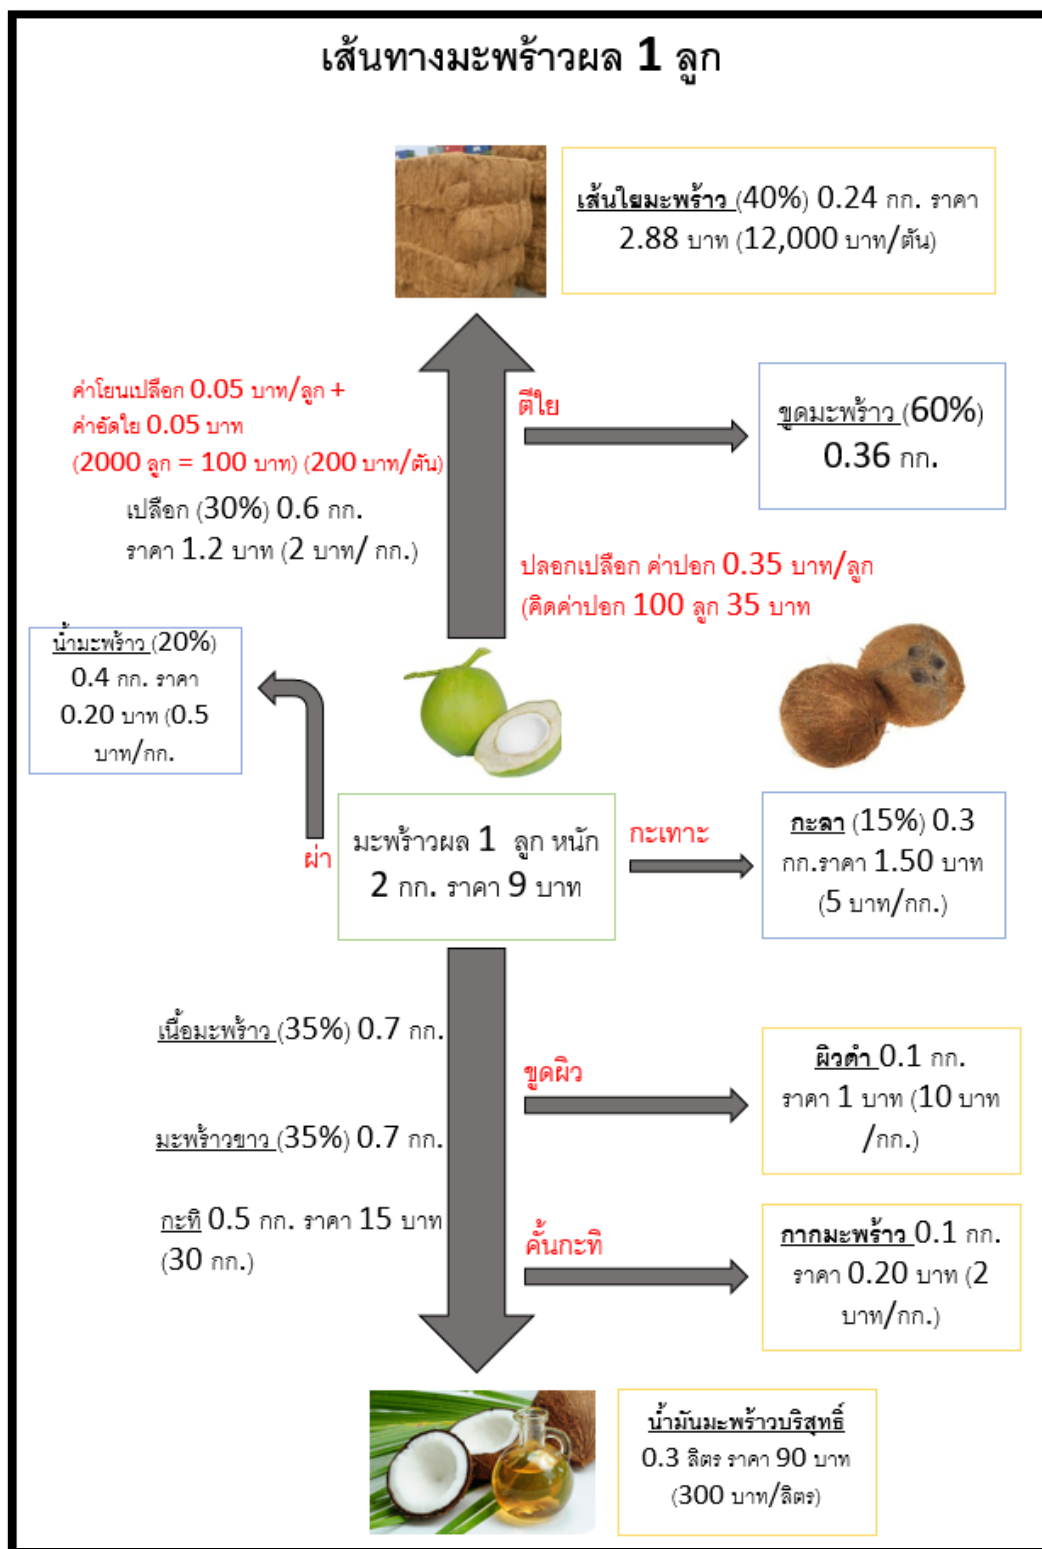 เส้นทางมะพร้าวผล 1 ลูก
เส้นใยมะพร้าว (40%) 0.24 กก. ราคา
2.88 บาท (12,000 บาท/ตัน)
ค่าโยนเปลือก 0.05 บาท/ลูก +
ค่าอัดใย 0.05 บาท
(2000 ลูก = 100 บาท) (200 บาท/ตัน)
ตีใย
ขูดมะพร้าว (60%)
0.36 กก.
เปลือก (30%) 0.6 กก.
ราคา 1.2 บาท (2 บาท/ กก.)
ปลอกเปลือก ค่าปอก 0.35 บาท/ลูก
(คิดค่าปอก 100 ลูก 35 บาท
น้ำมะพร้าว (20%)
0.4 กก. ราคา
0.20 บาท (0.5
บาท/กก.
ผ่า
มะพร้าวผล 1 ลูก หนัก
2 กก. ราคา 9 บาท
กะเทาะ
กะลา (15%) 0.3
กก.ราคา 1.50 บาท
(5 บาท/กก.)
เนื้อมะพร้าว (35%) 0.7 กก.
ขูดผิว
ผิวดำ 0.1 กก.
ราคา 1 บาท (10 บาท
/กก.)
มะพร้าวขาว (35%) 0.7 กก.
กะทิ 0.5 กก. ราคา 15 บาท
(30 กก.)
คั้นกะทิ
กากมะพร้าว 0.1 กก.
ราคา 0.20 บาท (2
บาท/กก.)
น้ำมันมะพร้าวบริสุทธิ์
0.3 ลิตร ราคา 90 บาท
(300 บาท/ลิตร)